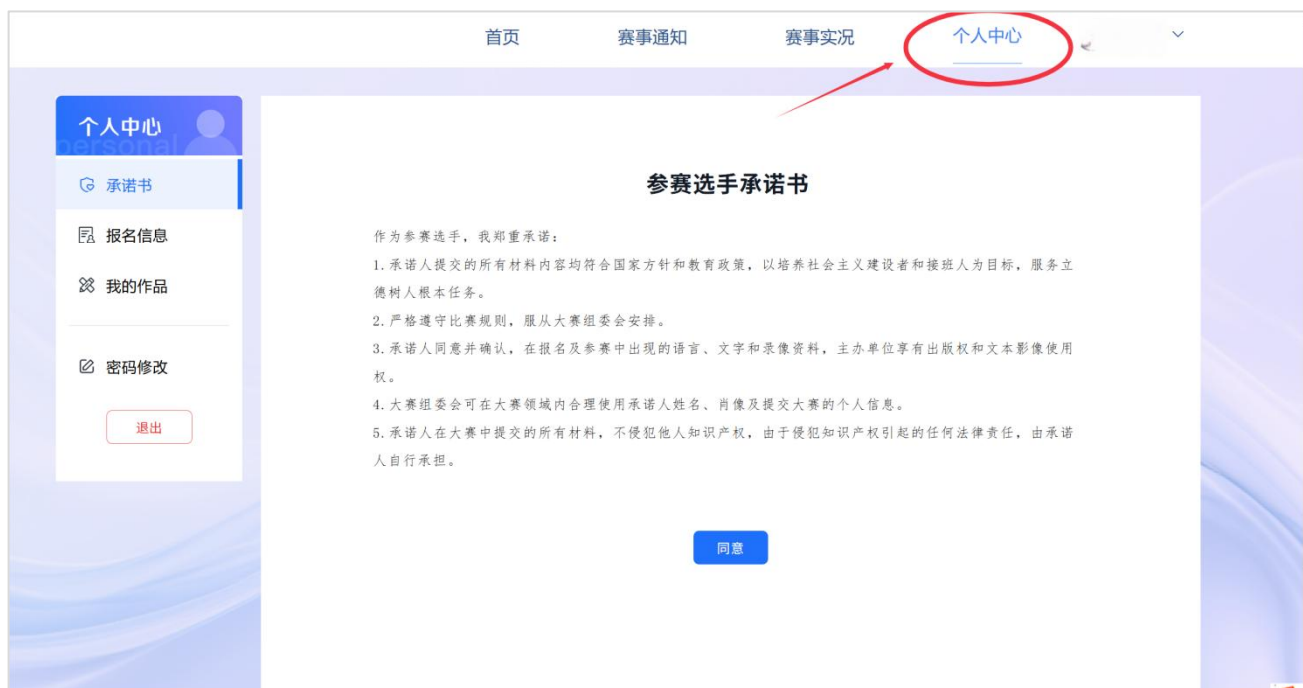 首页 赛事通知 赛事实况 个人中心
个人中心
personal
承诺书
报名信息
我的作品
密码修改
退出
参赛选手承诺书
作为参赛选手，我郑重承诺：
1.承诺人提交的所有材料内容均符合国家方针和教育政策，以培养社会主义建设者和接班人为目标，服务立
德树人根本任务。
2.严格遵守比赛规则，服从大赛组委会安排。
3.承诺人同意并确认，在报名及参赛中出现的语言、文字和录像资料，主办单位享有出版权和文本影像使用
权。
4.大赛组委会可在大赛领域内合理使用承诺人姓名、肖像及提交大赛的个人信息。
5.承诺人在大赛中提交的所有材料，不侵犯他人知识产权，由于侵犯知识产权引起的任何法律责任，由承诺
人自行承担。
同意